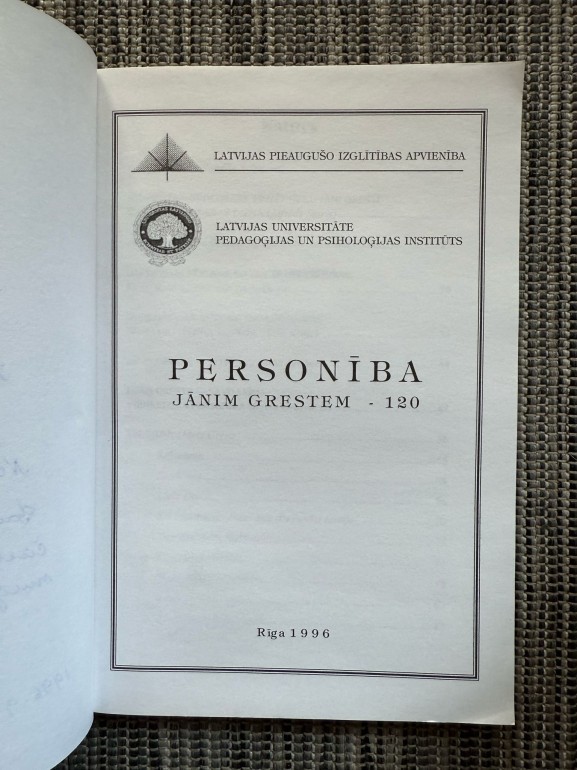 LATVIJAS PIEAUGUŠO IZGLĪTĪBAS APVIENĪBA
LATVIJAS UNIVERSITĀTE
PEDAGOĢIJAS UN PSIHOLOĢIJAS INSTITŪTS
PERSONĪBA
JĀNIM GRESTEM - 120
Rīga 1996